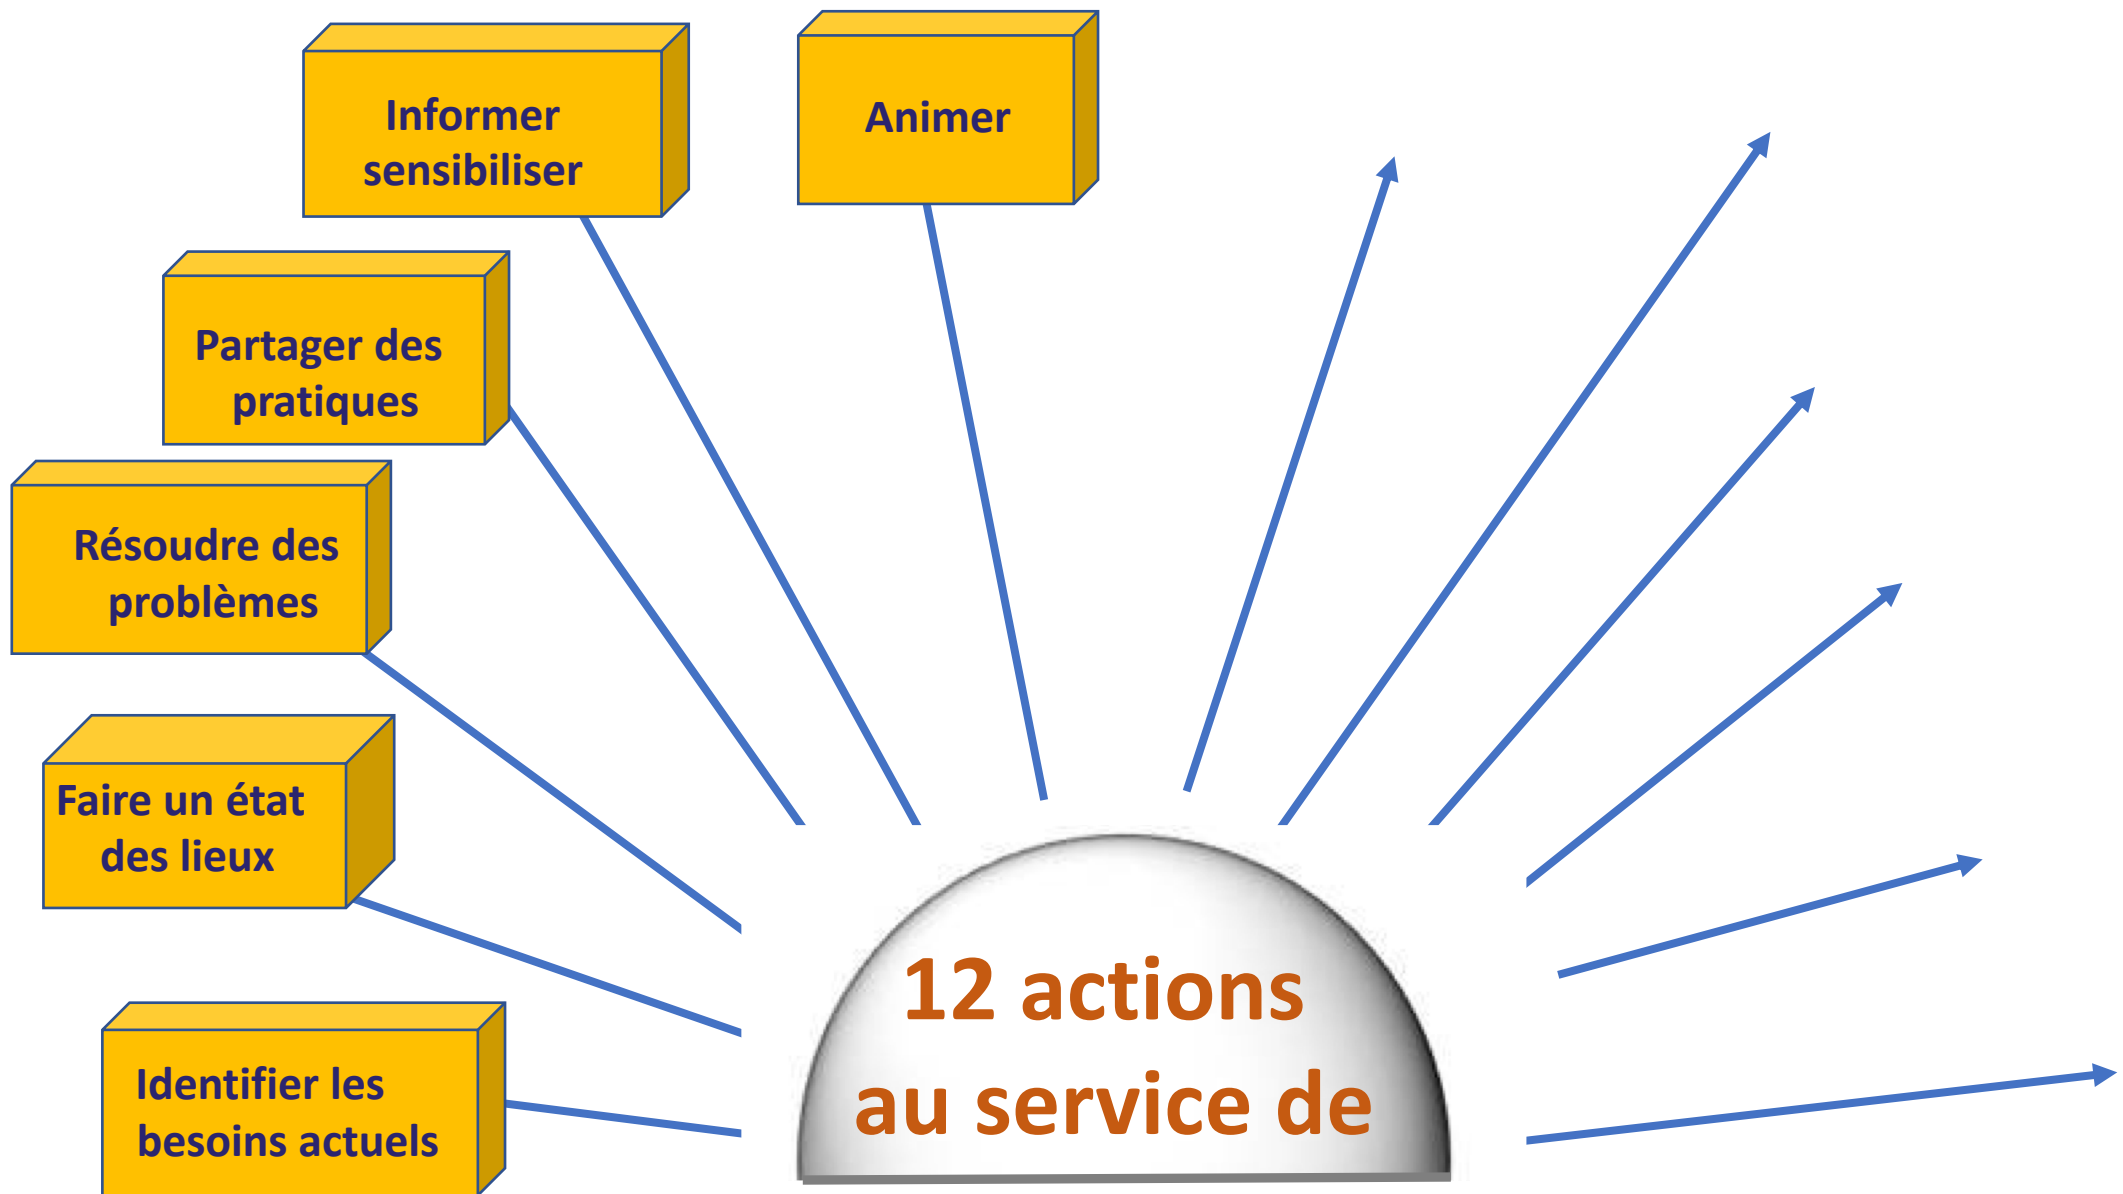 Informer
sensibiliser
Animer
Partager des
pratiques
Résoudre des
problèmes
Faire un état
des lieux
Identifier les
besoins actuels
12 actions
au service de